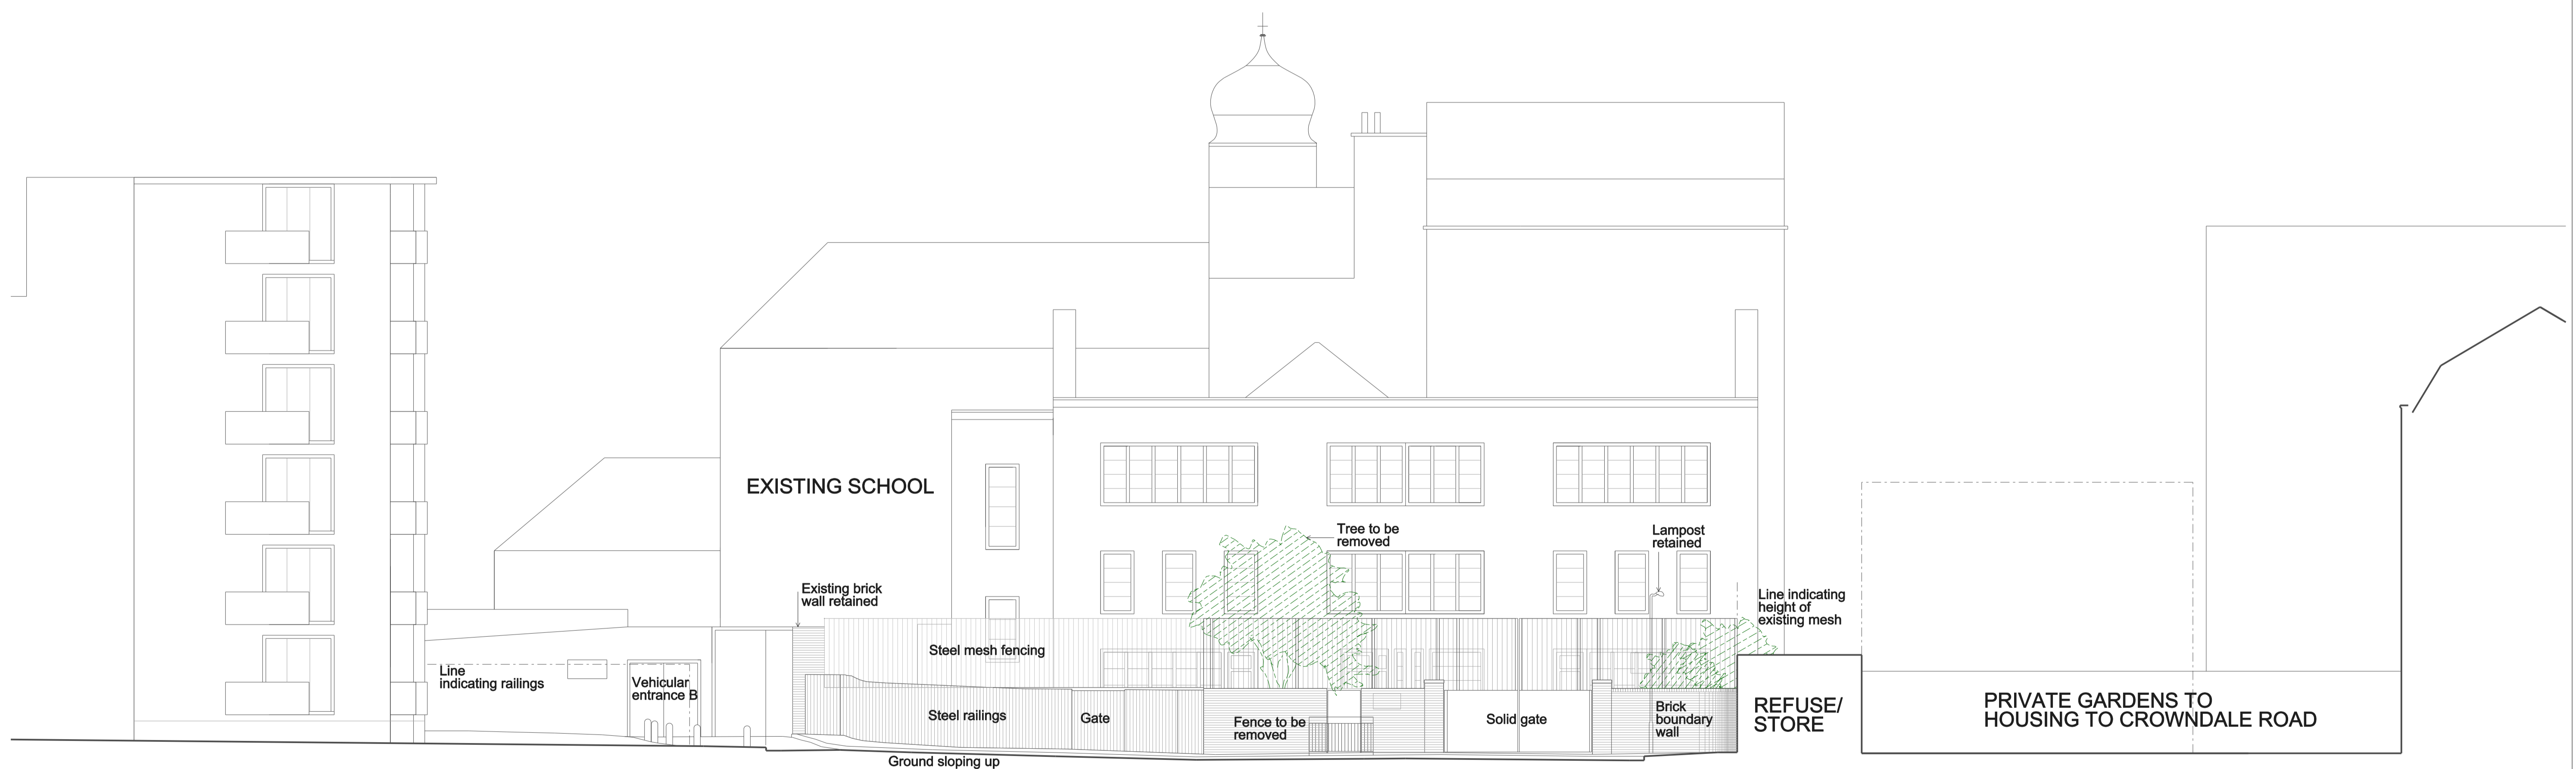 EXISTING SCHOOL
Tree to be
removed
Lampost
retained
Existing brick
wall retained
Line indicating
height of
existing mesh
Steel mesh fencing
Line
indicating railings
Vehicular
entrance B
Steel railings
Gate
Fence to be
removed
Solid gate
Brick
boundary
wall
REFUSE/
STORE
PRIVATE GARDENS TO
HOUSING TO CROWNDALE ROAD
Ground sloping up